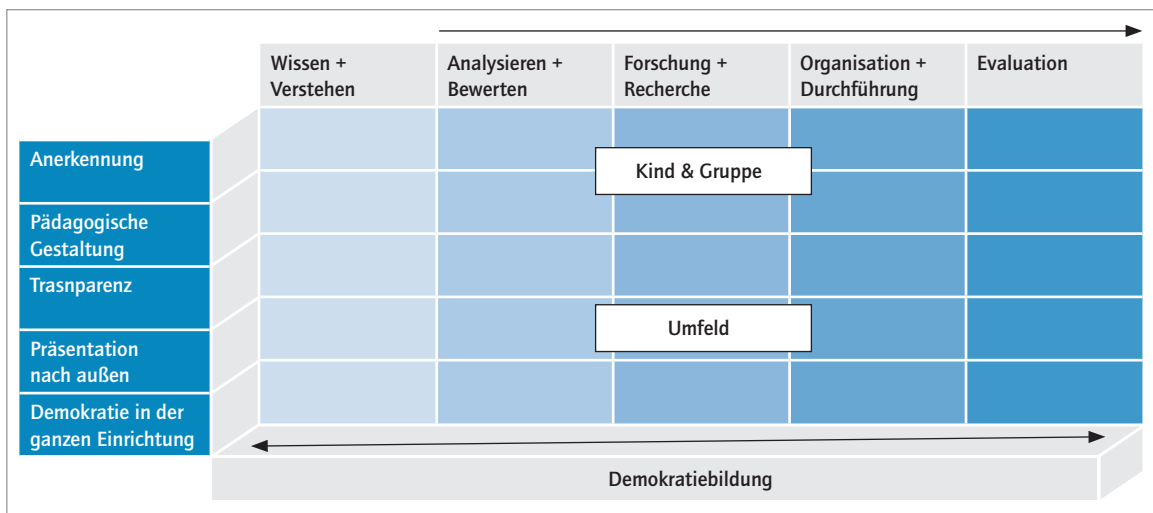 Wissen +
Verstehen
Analysieren +
Bewerten
Forschung +
Recherche
Organisation +
Durchführung
Evaluation
Anerkennung
Kind & Gruppe
Pädagogische
Gestaltung
Trasnparenz
Umfeld
Präsentation
nach außen
Demokratie in der
ganzen Einrichtung
Demokratiebildung